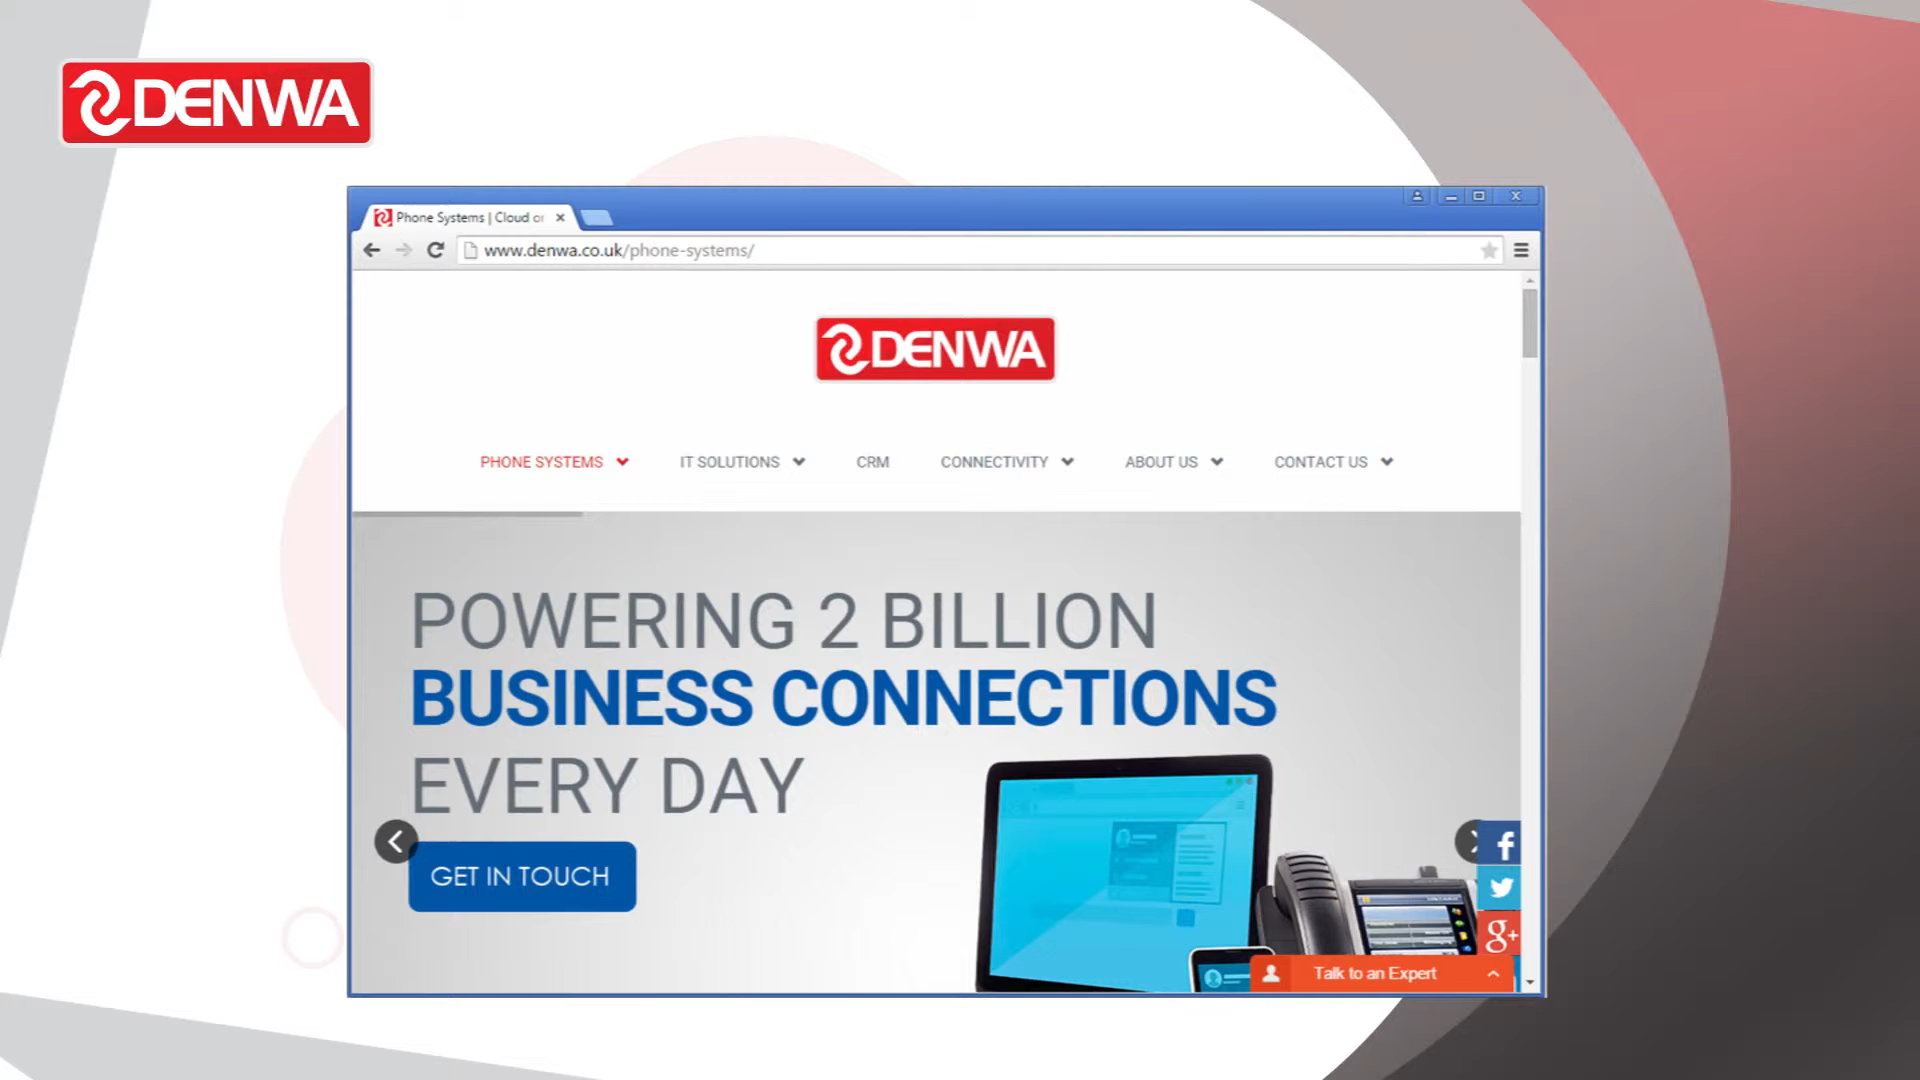 DENWA
Phone Systems | Cloud or
www.denwa.co.uk/phone-systems/
DENWA
PHONE SYSTEMS IT SOLUTIONS CRM CONNECTIVITY ABOUT US CONTACT US
POWERING 2 BILLION
BUSINESS CONNECTIONS
EVERY DAY
GET IN TOUCH
f
g+
Talk to an Expert